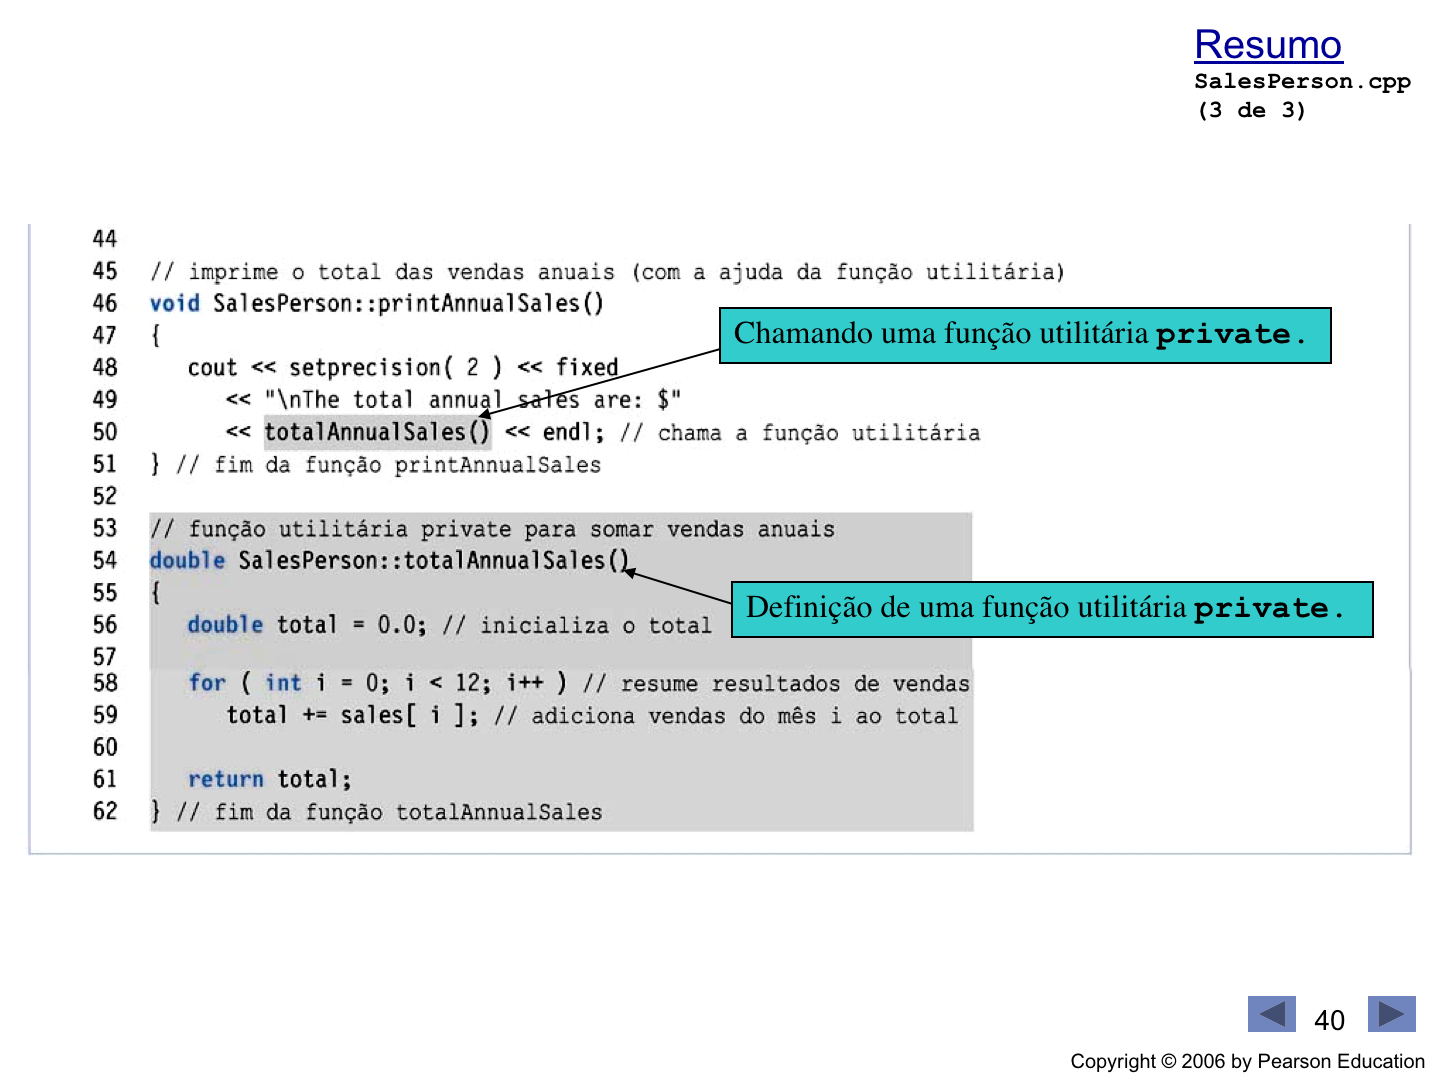 Resumo
SalesPerson.cpp
(3 de 3)
44
45 // imprime o total das vendas anuais (com a ajuda da função utilitária)
46 void SalesPerson::printAnnualSales()
47 {
Chamando uma função utilitária private.
48 cout << setprecision( 2 ) << fixed
49 << "\nThe total annual sales are: $"
50 << totalAnnualSales() << endl; // chama a função utilitária
51 } // fim da função printAnnualSales
52
53 // função utilitária private para somar vendas anuais
54 double SalesPerson::totalAnnualSales()
55 {
Definição de uma função utilitária private.
56 double total = 0.0; // inicializa o total
57
58 for ( int i = 0; i < 12; i++ ) // resume resultados de vendas
59 total += sales[ i ]; // adiciona vendas do mês i ao total
60
61 return total;
62 } // fim da função totalAnnualSales
40
Copyright © 2006 by Pearson Education